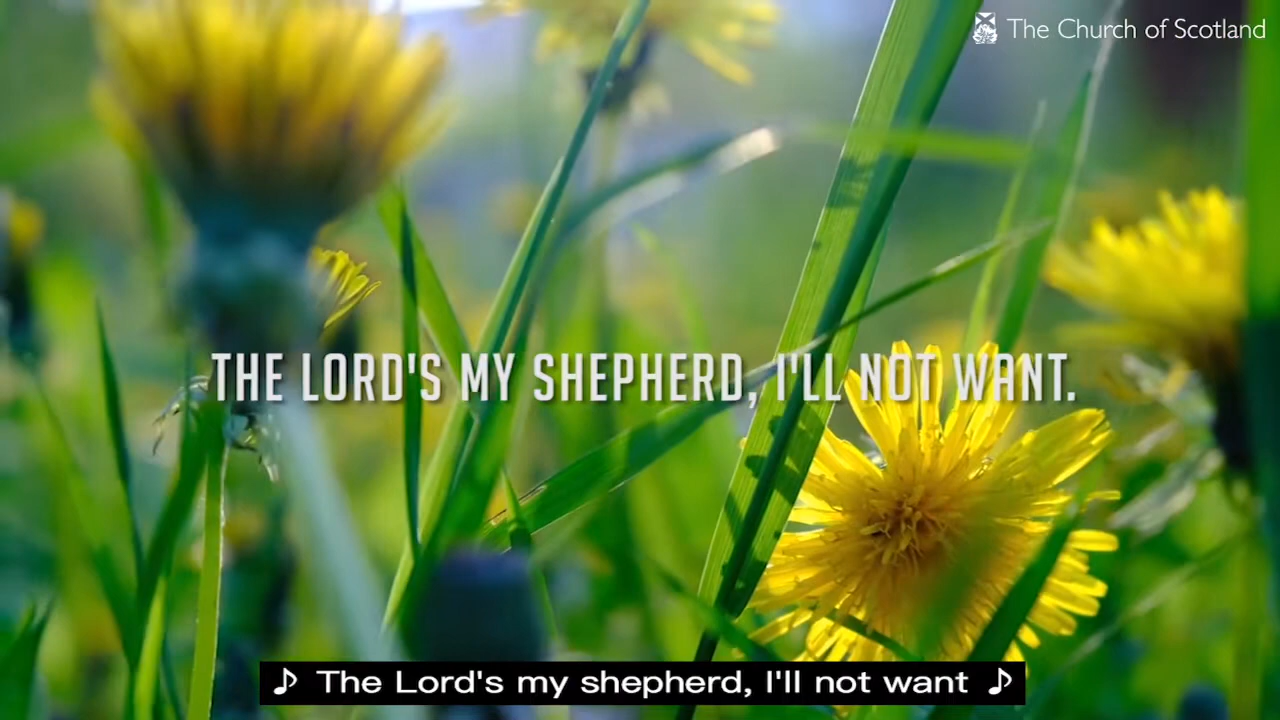 The Church of Scotland
THE LORD'S MY SHEPHERD, I'LL NOT WANT.
♪ The Lord's my shepherd, I'll not want ♪